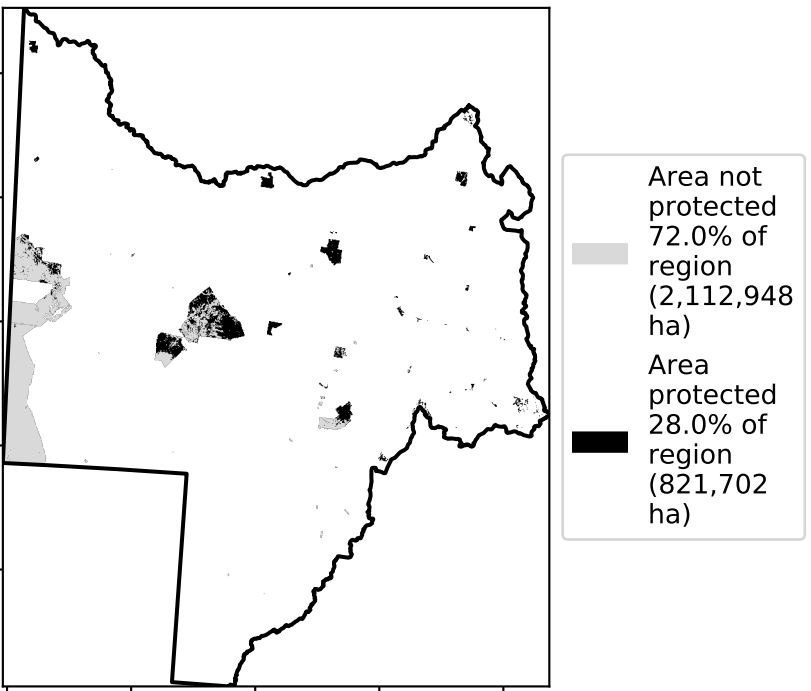 Area not
protected
72.0% of
region
(2,112,948
ha)
Area
protected
28.0% of
region
(821,702
ha)